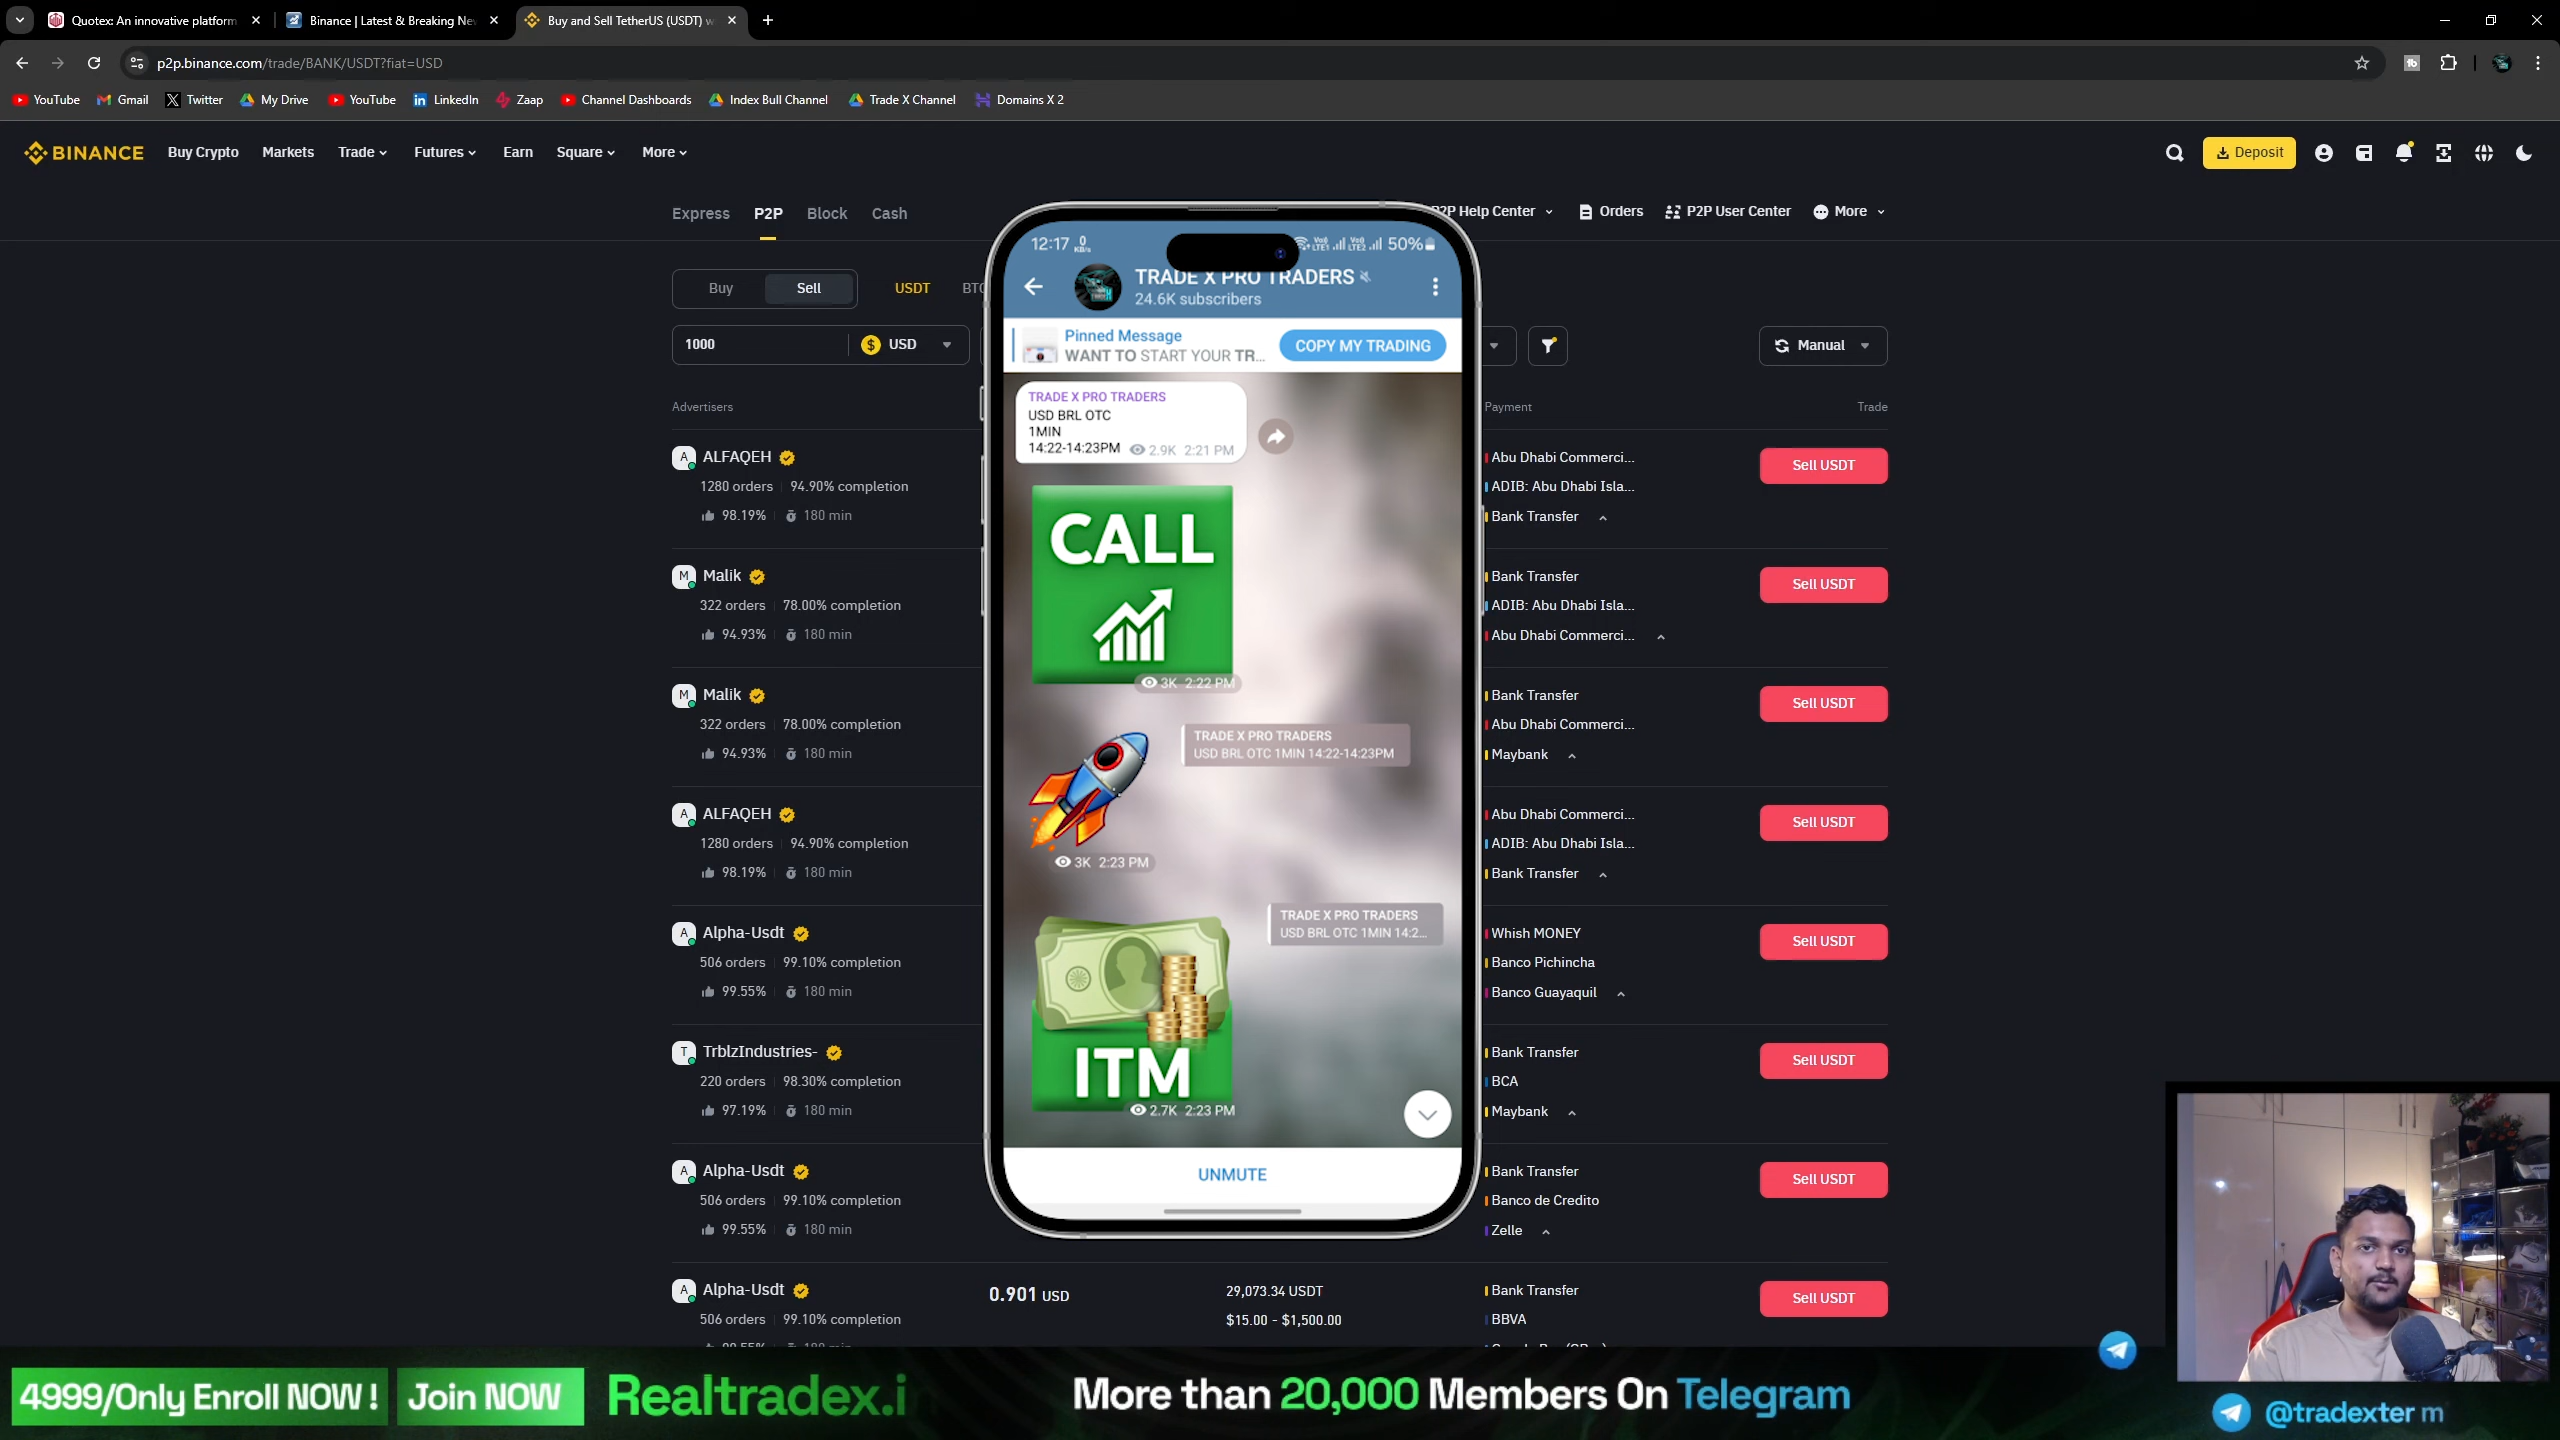 Quotex: An innovative platform
Binance | Latest & Breaking Ne
Buy and Sell TetherUS (USDT) w
p2p.binance.com/trade/BANK/USDT?fiat=USD
YouTube
Gmail
Twitter
My Drive
YouTube
LinkedIn
Zaap
Channel Dashboards
Index Bull Channel
Trade X Channel
Domains X 2
BINANCE
Buy Crypto
Markets
Trade
Futures
Earn
Square
More
Deposit
Express
P2P
Block
Cash
P2P Help Center
Orders
P2P User Center
More
Buy
Sell
USDT
BTC
1000
USD
Manual
Advertisers
Payment
Trade
A ALFAQEH
1280 orders | 94.90% completion
98.19% 180 min
Abu Dhabi Commerci...
ADIB: Abu Dhabi Isla...
Bank Transfer
Sell USDT
M Malik
322 orders | 78.00% completion
94.93% 180 min
Bank Transfer
ADIB: Abu Dhabi Isla...
Abu Dhabi Commerci...
Sell USDT
M Malik
322 orders | 78.00% completion
94.93% 180 min
Bank Transfer
Abu Dhabi Commerci...
Maybank
Sell USDT
A ALFAQEH
1280 orders | 94.90% completion
98.19% 180 min
Abu Dhabi Commerci...
ADIB: Abu Dhabi Isla...
Bank Transfer
Sell USDT
A Alpha-Usdt
506 orders | 99.10% completion
99.55% 180 min
Whish MONEY
Banco Pichincha
Banco Guayaquil
Sell USDT
T TrblzIndustries-
220 orders | 98.30% completion
97.19% 180 min
Bank Transfer
BCA
Maybank
Sell USDT
A Alpha-Usdt
506 orders | 99.10% completion
99.55% 180 min
Bank Transfer
Banco de Credito
Zelle
Sell USDT
A Alpha-Usdt
506 orders | 99.10% completion
0.901 USD
29,073.34 USDT
$15.00 - $1,500.00
Bank Transfer
BBVA
Sell USDT
12:17 0 KB/s
50%
TRADE X PRO TRADERS
24.6K subscribers
Pinned Message
WANT TO START YOUR TR...
COPY MY TRADING
TRADE X PRO TRADERS
USD BRL OTC
1MIN
14:22-14:23PM 2.9K 2:21 PM
CALL
3K 2:22 PM
TRADE X PRO TRADERS
USD BRL OTC 1MIN 14:22-14:23PM
3K 2:23 PM
TRADE X PRO TRADERS
USD BRL OTC 1MIN 14:2...
ITM
2.7K 2:23 PM
UNMUTE
4999/Only Enroll NOW !
Join NOW
Realtradex.i
More than 20,000 Members On Telegram
@tradexter m